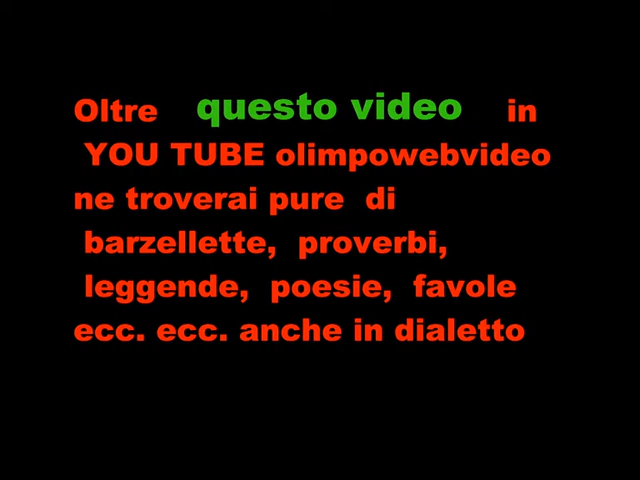 Oltre questo video in
YOU TUBE olimpowebvideo
ne troverai pure di
barzellette, proverbi,
leggende, poesie, favole
ecc. ecc. anche in dialetto